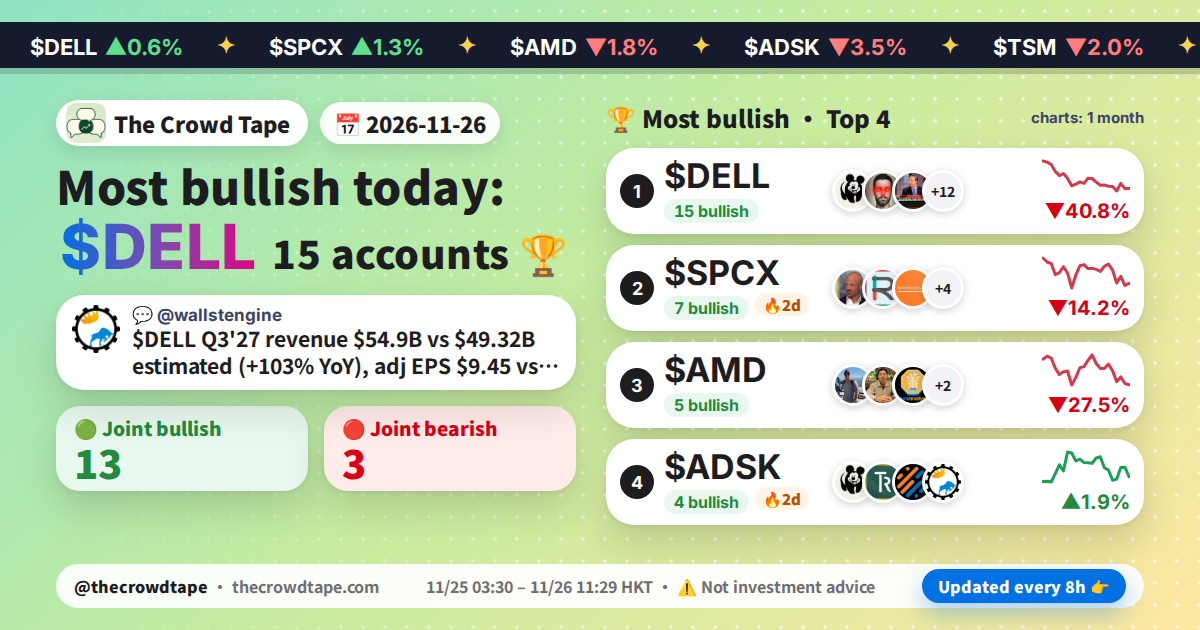 $DELL ▲0.6% ✦ $SPCX ▲1.3% ✦ $AMD ▼1.8% ✦ $ADSK ▼3.5% ✦ $TSM ▼2.0% ✦
The Crowd Tape
📅 2026-11-26
Most bullish today:
$DELL 15 accounts 🏆
💬 @wallstengine
$DELL Q3'27 revenue $54.9B vs $49.32B
estimated (+103% YoY), adj EPS $9.45 vs…
🟢 Joint bullish
13
🔴 Joint bearish
3
🏆 Most bullish • Top 4
charts: 1 month
1 $DELL
15 bullish
+12
▼40.8%
2 $SPCX
7 bullish 🔥2d
+4
▼14.2%
3 $AMD
5 bullish
+2
▼27.5%
4 $ADSK
4 bullish 🔥2d
▲1.9%
@thecrowdtape • thecrowdtape.com
11/25 03:30 – 11/26 11:29 HKT • ⚠️ Not investment advice
Updated every 8h 👉